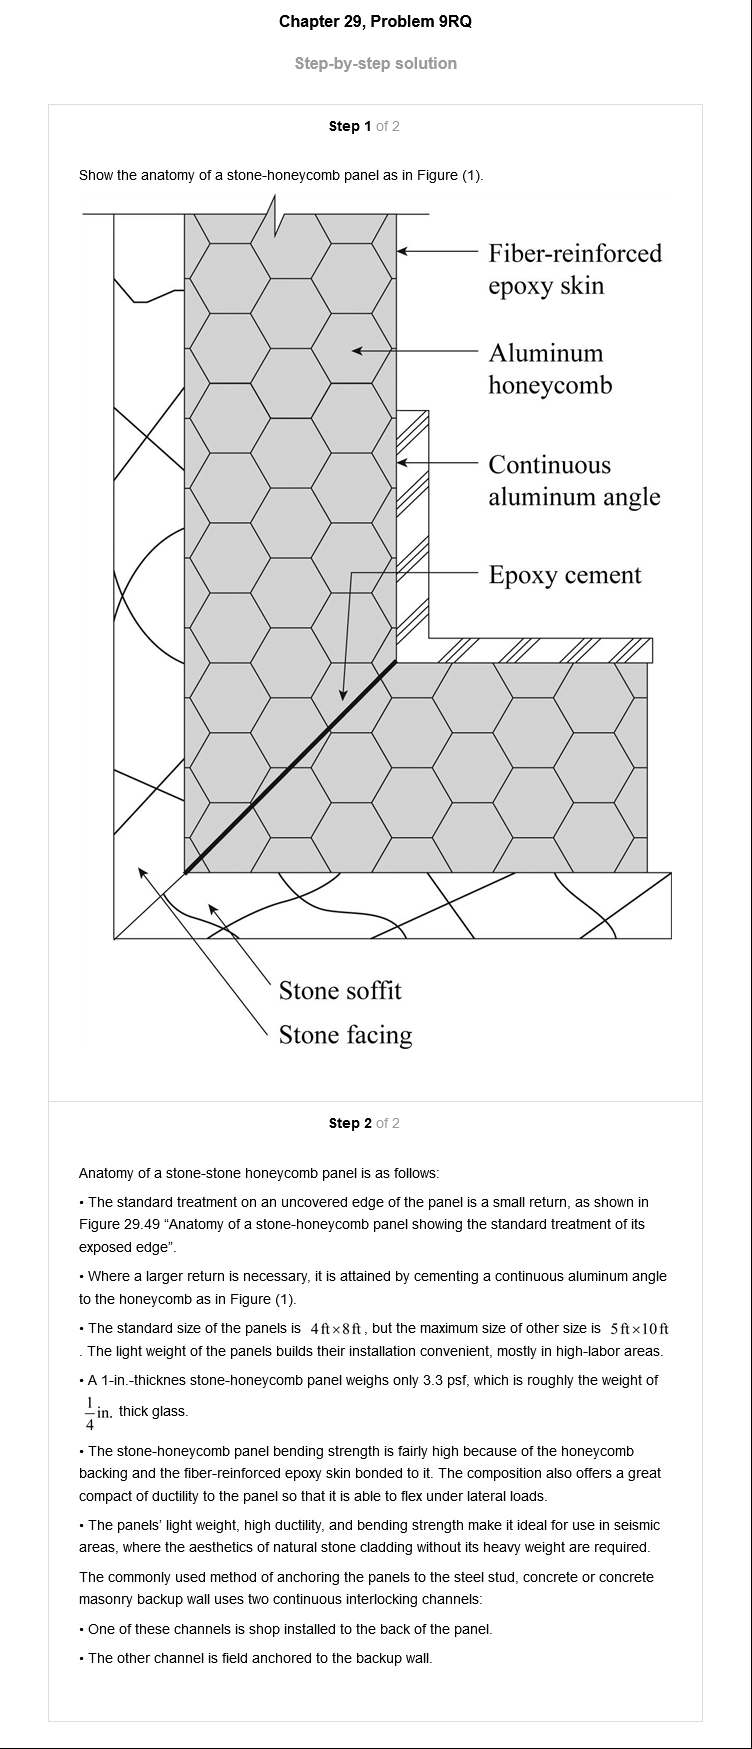 Chapter 29, Problem 9RQ
Step-by-step solution
Step 1 of 2
Show the anatomy of a stone-honeycomb panel as in Figure (1).
Fiber-reinforced
epoxy skin
Aluminum
honeycomb
Continuous
aluminum angle
Epoxy cement
Stone soffit
Stone facing
Step 2 of 2
Anatomy of a stone-stone honeycomb panel is as follows:
• The standard treatment on an uncovered edge of the panel is a small return, as shown in
Figure 29.49 “Anatomy of a stone-honeycomb panel showing the standard treatment of its
exposed edge”.
• Where a larger return is necessary, it is attained by cementing a continuous aluminum angle
to the honeycomb as in Figure (1).
• The standard size of the panels is 4 ft×8 ft , but the maximum size of other size is 5 ft×10 ft
. The light weight of the panels builds their installation convenient, mostly in high-labor areas.
• A 1-in.-thicknes stone-honeycomb panel weighs only 3.3 psf, which is roughly the weight of
1/4 in. thick glass.
• The stone-honeycomb panel bending strength is fairly high because of the honeycomb
backing and the fiber-reinforced epoxy skin bonded to it. The composition also offers a great
compact of ductility to the panel so that it is able to flex under lateral loads.
• The panels’ light weight, high ductility, and bending strength make it ideal for use in seismic
areas, where the aesthetics of natural stone cladding without its heavy weight are required.
The commonly used method of anchoring the panels to the steel stud, concrete or concrete
masonry backup wall uses two continuous interlocking channels:
• One of these channels is shop installed to the back of the panel.
• The other channel is field anchored to the backup wall.